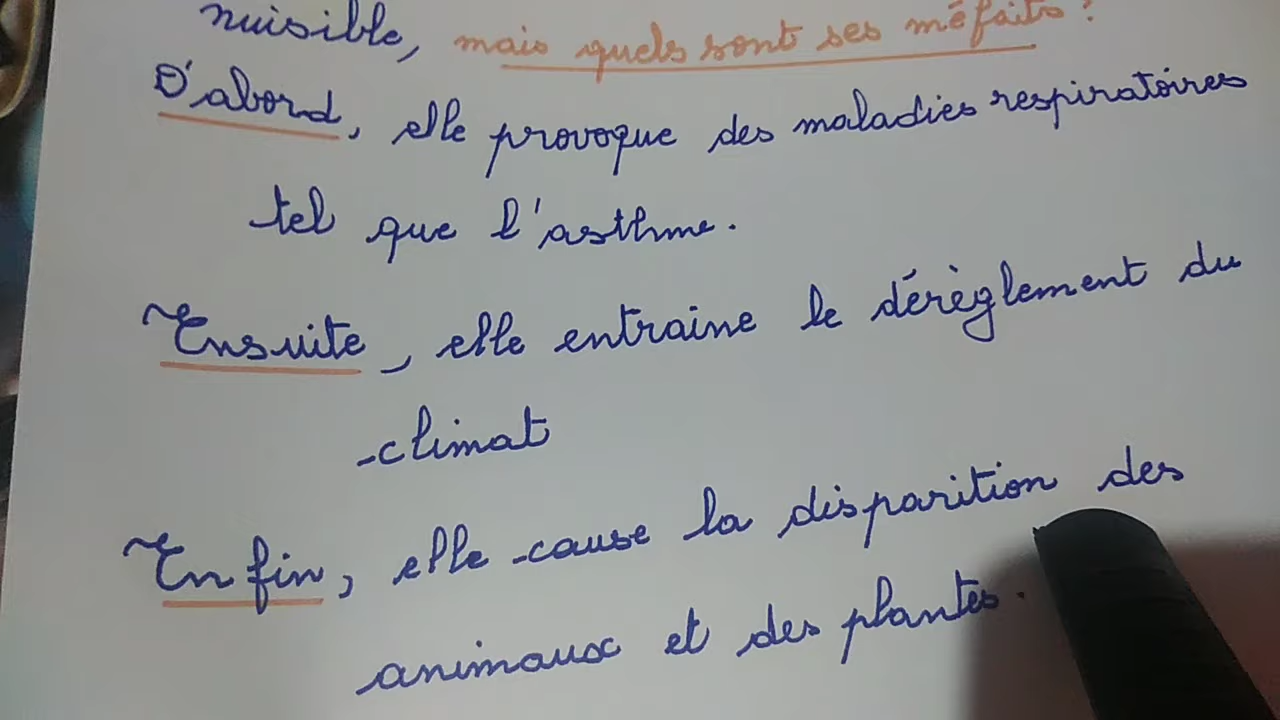 nuisible, mais quels sont ses méfaits?
D'abord, elle provoque des maladies respiratoires
tel que l'asthme.
Ensuite, elle entraine le dérèglement du
climat
Enfin, elle cause la disparition des
animaux et des plantes.